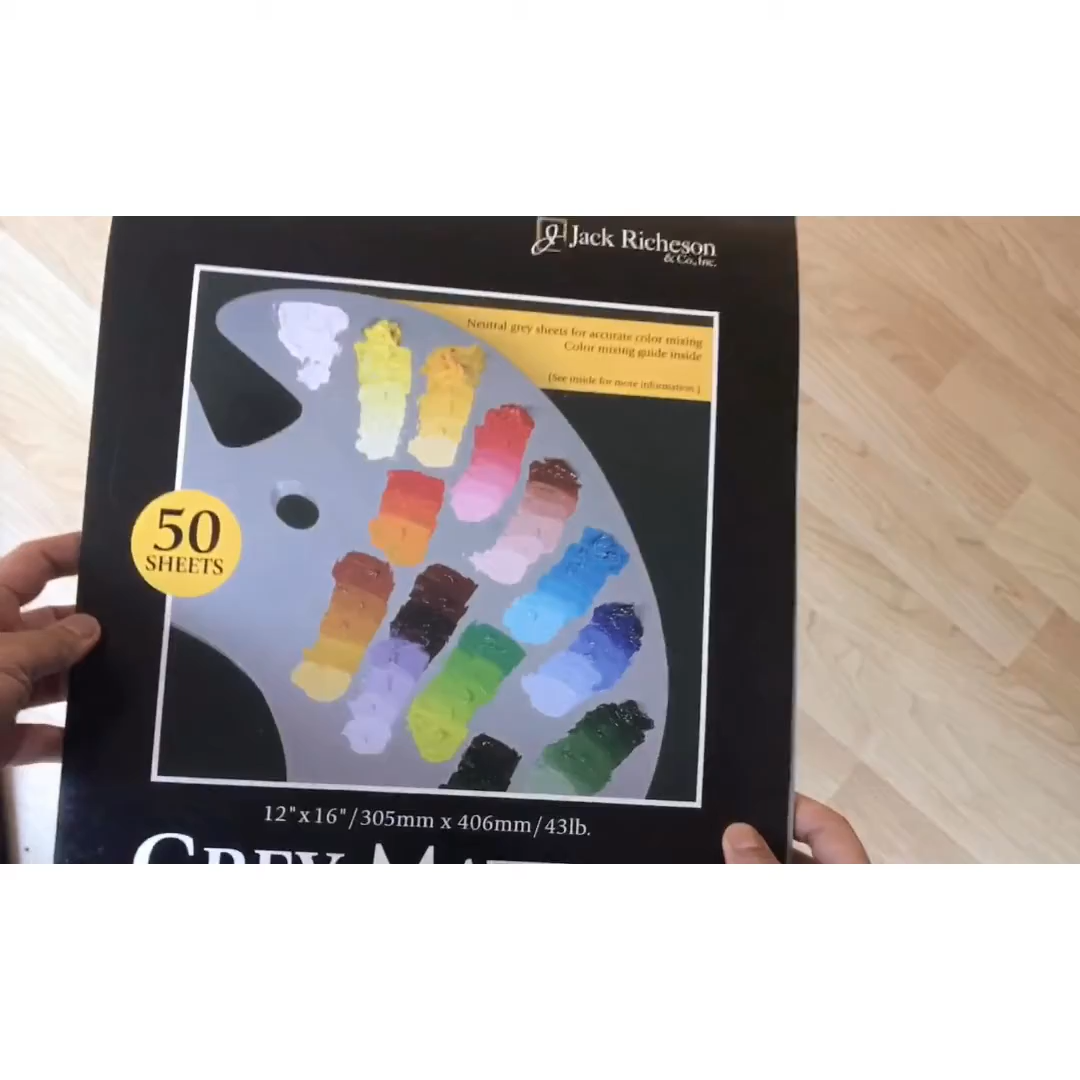 Jack Richeson
& Co., Inc.
Neutral grey sheets for accurate color mixing
Color mixing guide inside
(See inside for more information.)
50
SHEETS
12"x16"/305mm x 406mm/43lb.
GREY